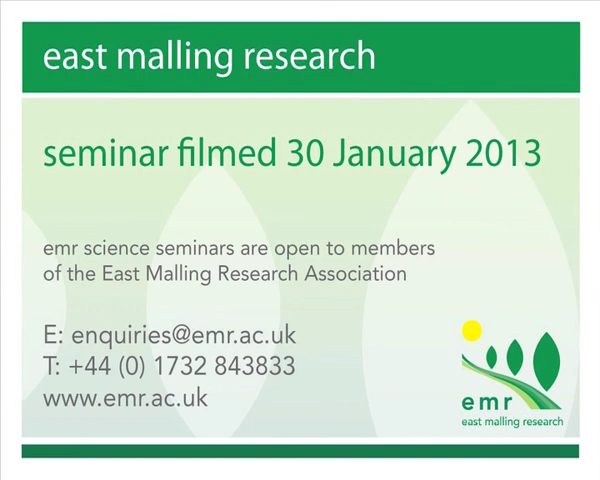 east malling research
seminar filmed 30 January 2013
emr science seminars are open to members
of the East Malling Research Association
E: enquiries@emr.ac.uk
T: +44 (0) 1732 843833
www.emr.ac.uk
emr
east malling research